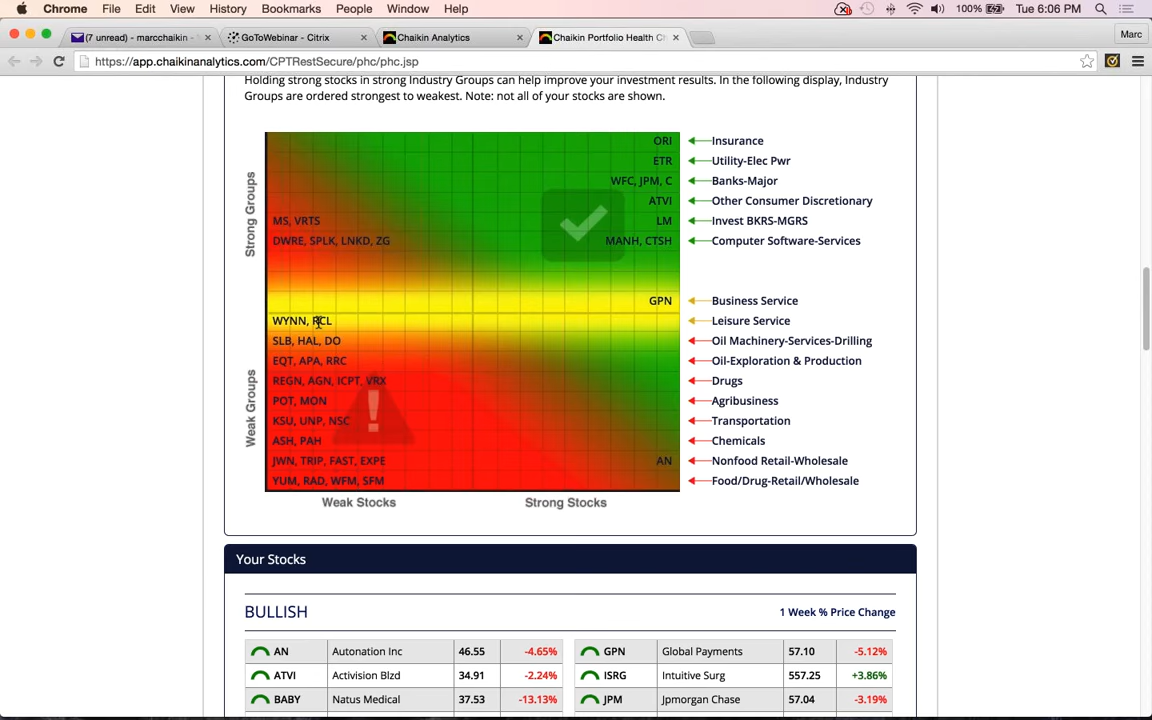 Chrome File Edit View History Bookmarks People Window Help 100% Tue 6:06 PM
(7 unread) - marcchaikin - GoToWebinar - Citrix Chaikin Analytics Chaikin Portfolio Health C Marc
https://app.chaikinanalytics.com/CPTRestSecure/phc/phc.jsp
Holding strong stocks in strong Industry Groups can help improve your investment results. In the following display, Industry
Groups are ordered strongest to weakest. Note: not all of your stocks are shown.
Strong Groups
Weak Groups
ORI Insurance
ETR Utility-Elec Pwr
WFC, JPM, C Banks-Major
ATVI Other Consumer Discretionary
MS, VRTS LM Invest BKRS-MGRS
DWRE, SPLK, LNKD, ZG MANH, CTSH Computer Software-Services
GPN Business Service
WYNN, RCL Leisure Service
SLB, HAL, DO Oil Machinery-Services-Drilling
EQT, APA, RRC Oil-Exploration & Production
REGN, AGN, ICPT, VRX Drugs
POT, MON Agribusiness
KSU, UNP, NSC Transportation
ASH, PAH Chemicals
JWN, TRIP, FAST, EXPE AN Nonfood Retail-Wholesale
YUM, RAD, WFM, SFM Food/Drug-Retail/Wholesale
Weak Stocks Strong Stocks
Your Stocks
BULLISH 1 Week % Price Change
AN Autonation Inc 46.55 -4.65% GPN Global Payments 57.10 -5.12%
ATVI Activision Blzd 34.91 -2.24% ISRG Intuitive Surg 557.25 +3.86%
BABY Natus Medical 37.53 -13.13% JPM Jpmorgan Chase 57.04 -3.19%